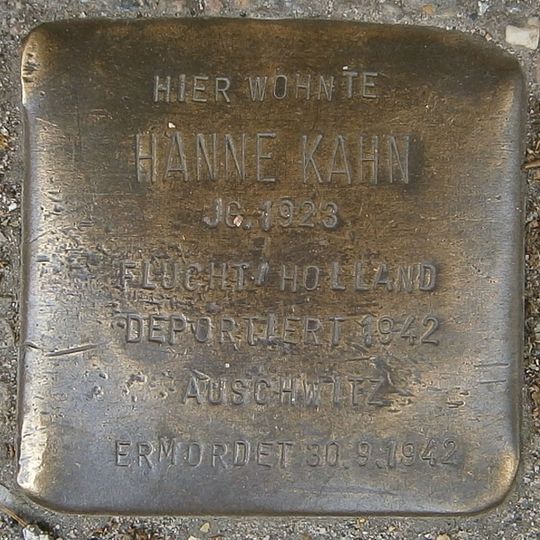 HIER WOHNTE
HANNE KAHN
JG. 1923
FLUCHT/HOLLAND
DEPORTIERT 1942
AUSCHWITZ
ERMORDET 30.9.1942